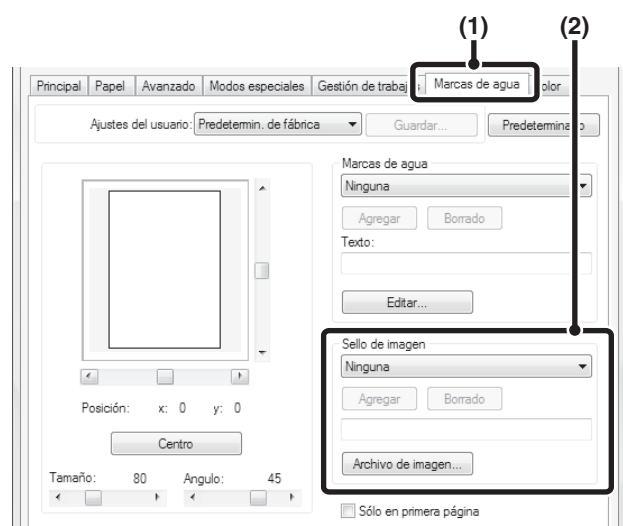 (1) (2)
Principal Papel Avanzado Modos especiales Gestión de trabaj Marcas de agua olor
Ajustes del usuario: Predetermin. de fábrica Guardar... Predetermina o
Marcas de agua
Ninguna
Agregar Borrado
Texto:
Editar...
Sello de imagen
Ninguna
Agregar Borrado
Archivo de imagen...
Sólo en primera página
Posición: x: 0 y: 0
Centro
Tamaño: 80 Angulo: 45